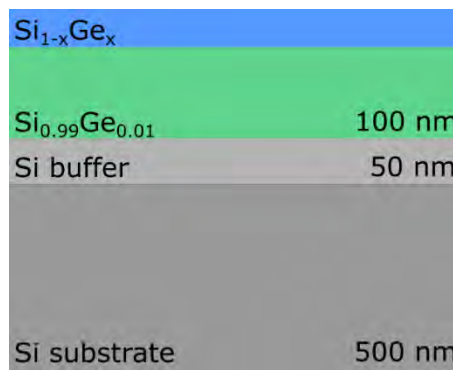 Si₁₋ₓGeₓ
Si₀.₉₉Ge₀.₀₁ 100 nm
Si buffer 50 nm
Si substrate 500 nm